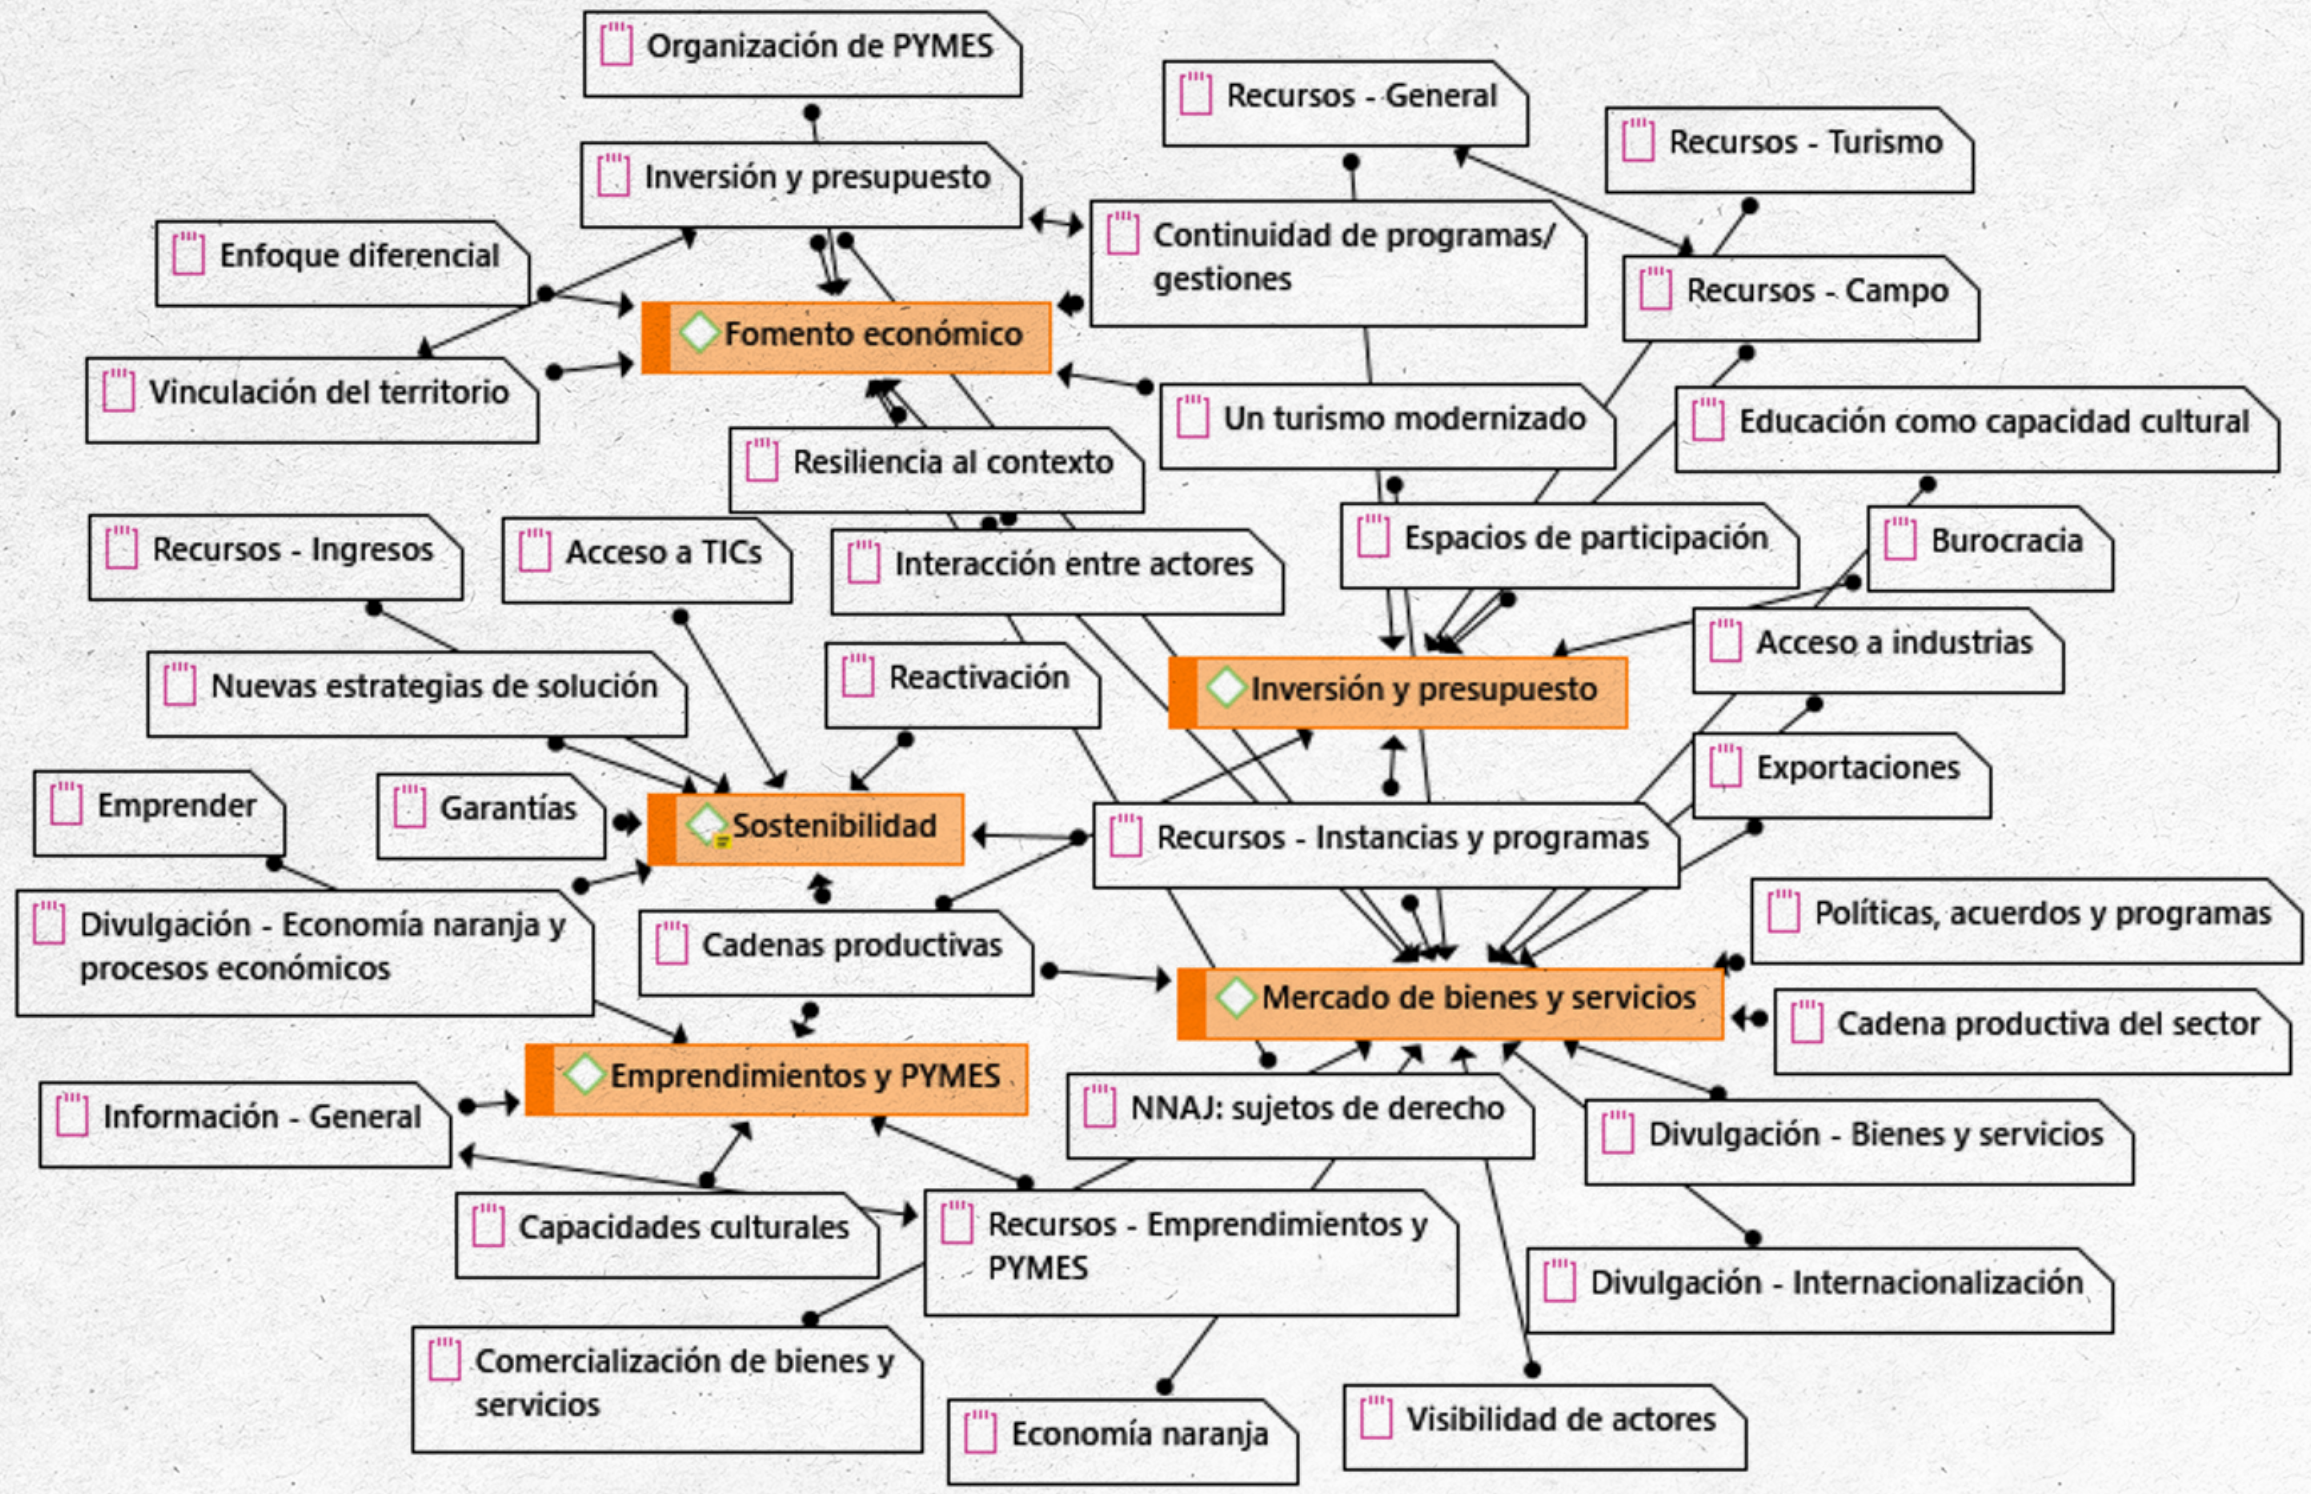 Organización de PYMES
Recursos - General
Recursos - Turismo
Inversión y presupuesto
Continuidad de programas/
gestiones
Enfoque diferencial
Recursos - Campo
Fomento económico
Vinculación del territorio
Un turismo modernizado
Educación como capacidad cultural
Resiliencia al contexto
Recursos - Ingresos
Acceso a TICs
Interacción entre actores
Espacios de participación
Burocracia
Nuevas estrategias de solución
Reactivación
Inversión y presupuesto
Acceso a industrias
Exportaciones
Emprender
Garantías
Sostenibilidad
Recursos - Instancias y programas
Divulgación - Economía naranja y
procesos económicos
Cadenas productivas
Políticas, acuerdos y programas
Mercado de bienes y servicios
Cadena productiva del sector
Emprendimientos y PYMES
Información - General
NNAJ: sujetos de derecho
Divulgación - Bienes y servicios
Capacidades culturales
Recursos - Emprendimientos y
PYMES
Divulgación - Internacionalización
Comercialización de bienes y
servicios
Economía naranja
Visibilidad de actores